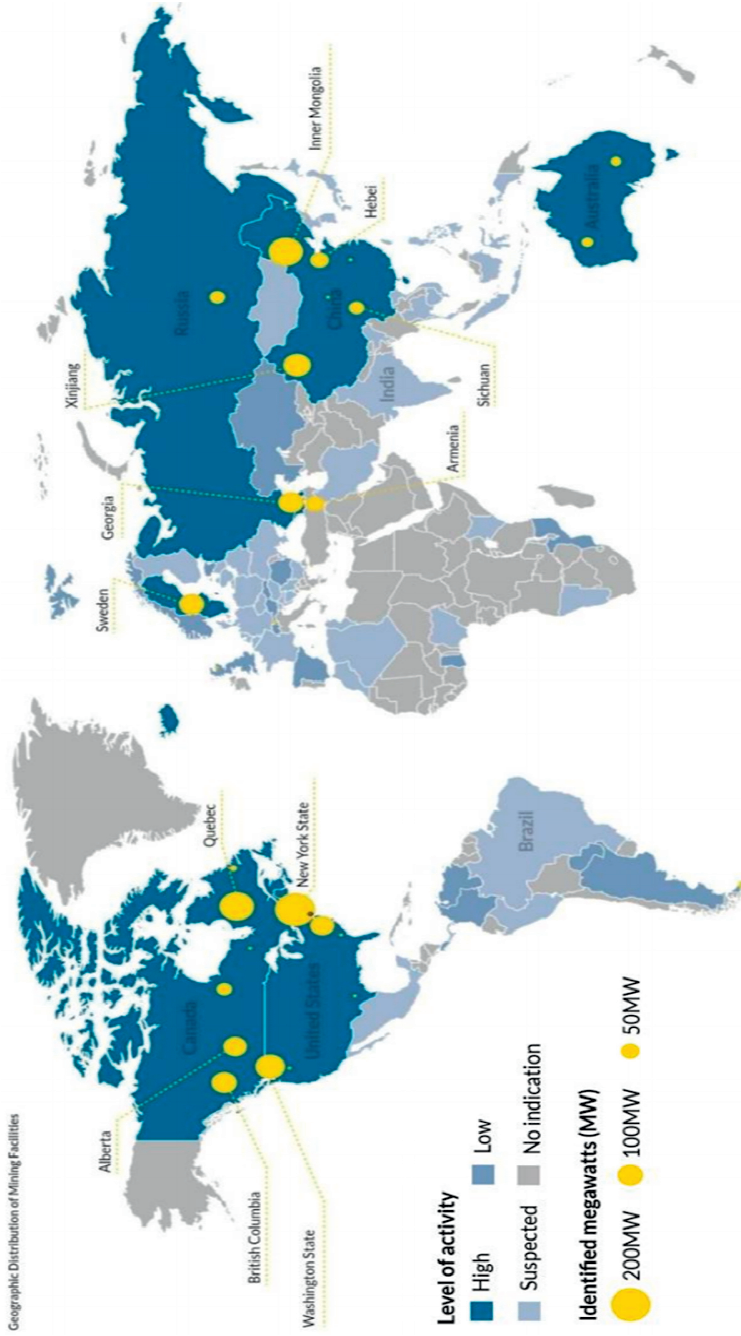 Geographic Distribution of Mining Facilities
Alberta
British Columbia
Washington State
Canada
United States
Quebec
New York State
Brazil
Sweden
Georgia
Xinjiang
Russia
Inner Mongolia
Hebei
China
Sichuan
Armenia
India
Australia
Level of activity
High
Low
Suspected
No indication
Identified megawatts (MW)
200MW
100MW
50MW